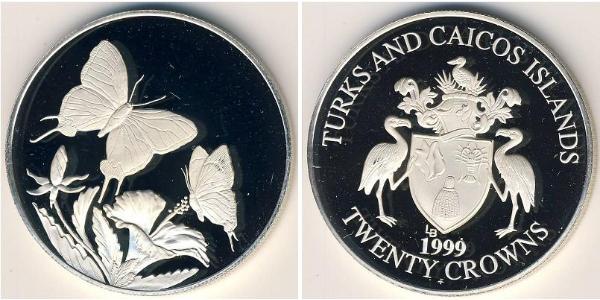 TURKS AND CAICOS ISLANDS
LB
1999
TWENTY CROWNS